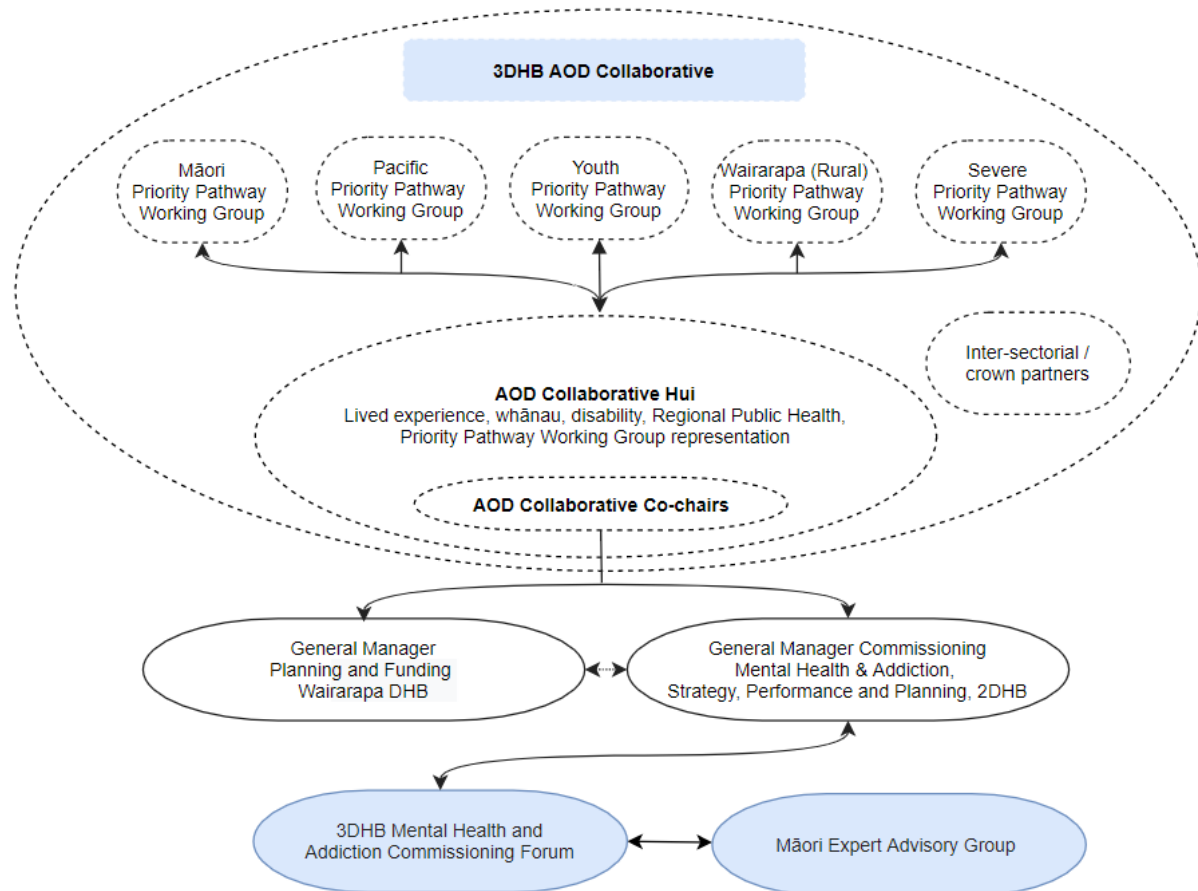 3DHB AOD Collaborative
Māori
Priority Pathway
Working Group
Pacific
Priority Pathway
Working Group
Youth
Priority Pathway
Working Group
Wairarapa (Rural)
Priority Pathway
Working Group
Severe
Priority Pathway
Working Group
Inter-sectorial /
crown partners
AOD Collaborative Hui
Lived experience, whānau, disability, Regional Public Health,
Priority Pathway Working Group representation
AOD Collaborative Co-chairs
General Manager
Planning and Funding
Wairarapa DHB
General Manager Commissioning
Mental Health & Addiction,
Strategy, Performance and Planning, 2DHB
3DHB Mental Health and
Addiction Commissioning Forum
Māori Expert Advisory Group